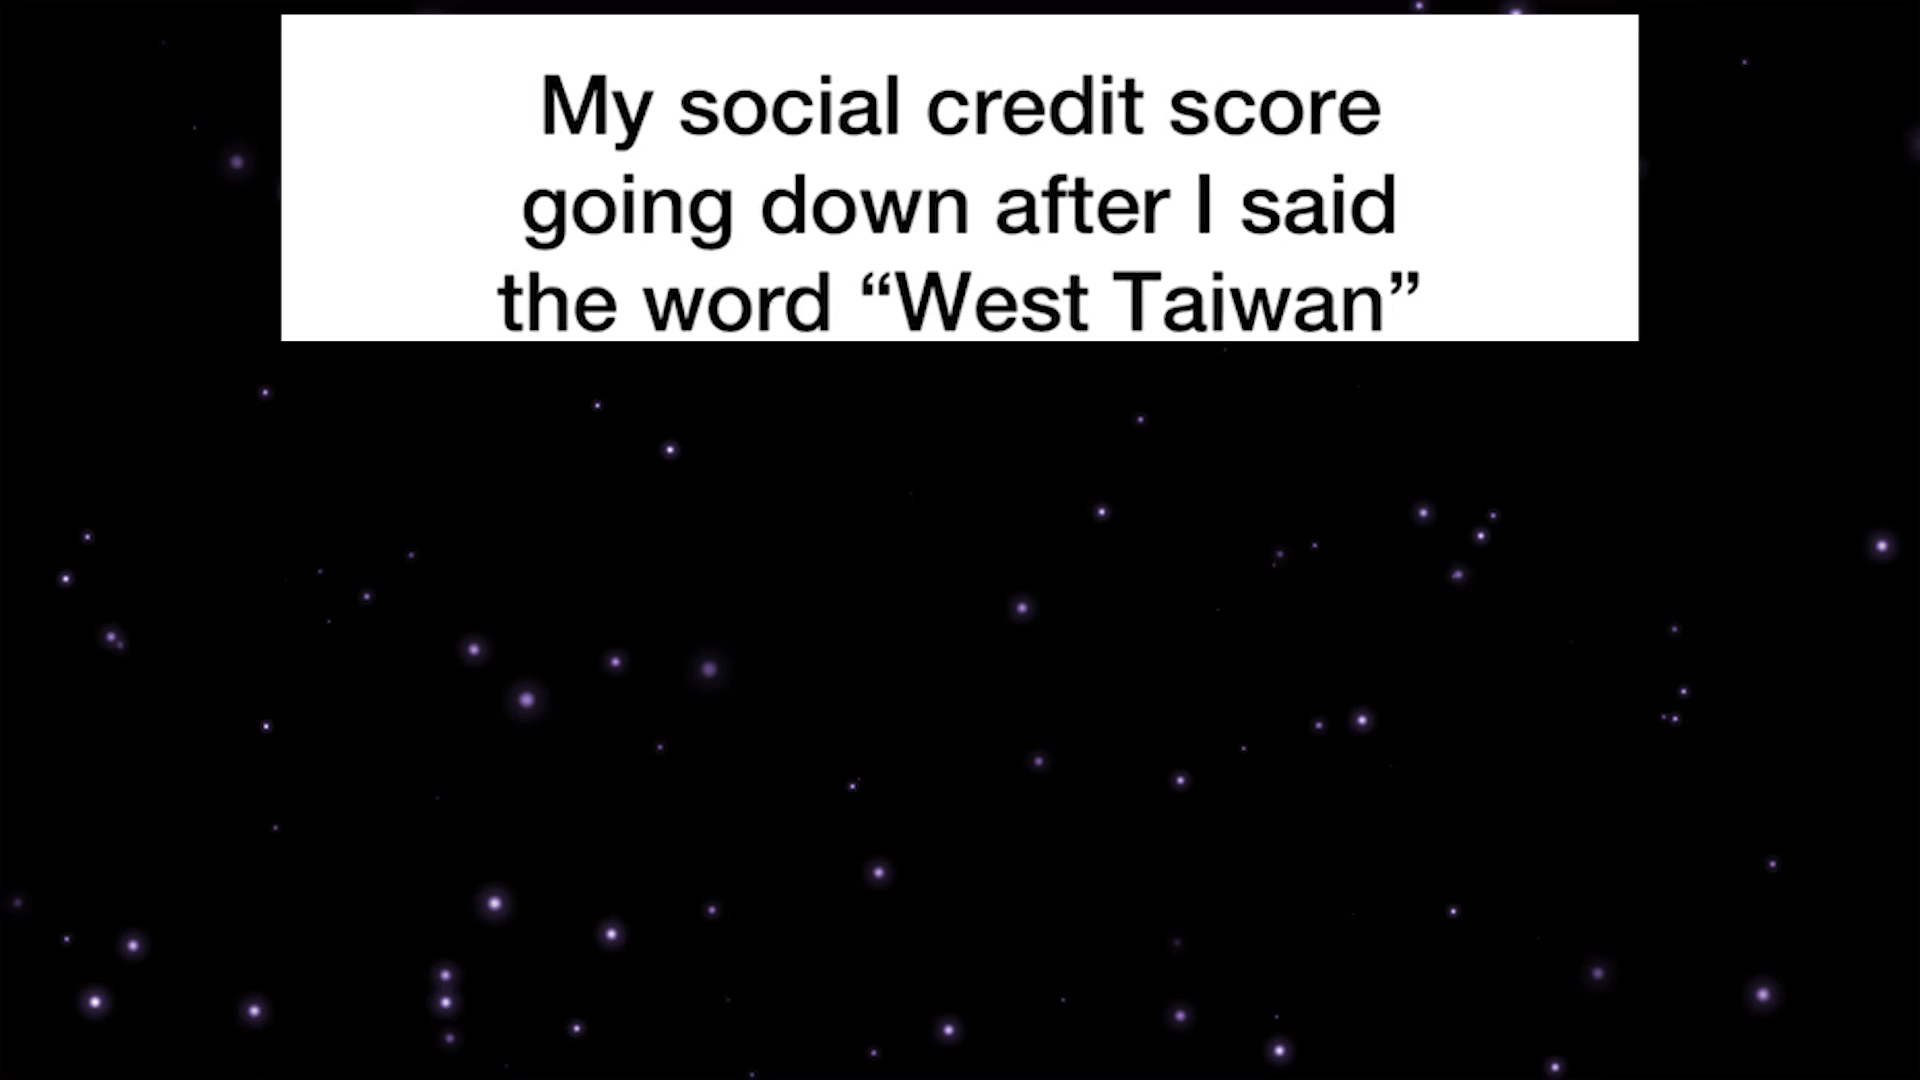 My social credit score
going down after I said
the word “West Taiwan”